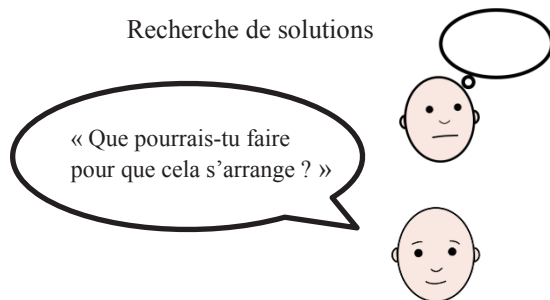 Recherche de solutions
« Que pourrais-tu faire
pour que cela s’arrange ? »